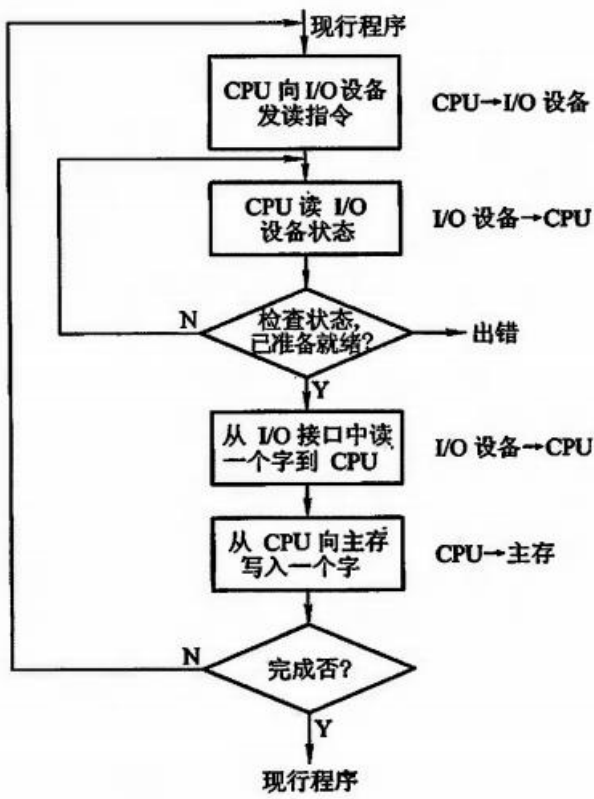 现行程序
CPU 向 I/O 设备
发读指令
CPU→I/O 设备
CPU 读 I/O
设备状态
I/O 设备→CPU
N
检查状态,
已准备就绪?
出错
Y
从 I/O 接口中读
一个字到 CPU
I/O 设备→CPU
从 CPU 向主存
写入一个字
CPU→主存
N
完成否?
Y
现行程序